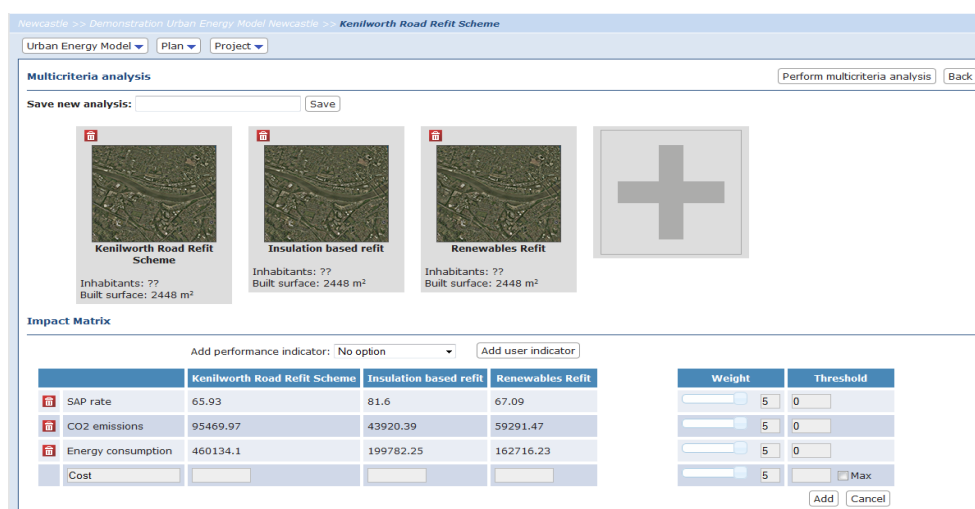 Newcastle >> Demonstration Urban Energy Model Newcastle >> Kenilworth Road Refit Scheme
Urban Energy Model Plan Project
Multicriteria analysis Perform multicriteria analysis Back
Save new analysis: Save
Kenilworth Road Refit Scheme
Inhabitants: ??
Built surface: 2448 m²
Insulation based refit
Inhabitants: ??
Built surface: 2448 m²
Renewables Refit
Inhabitants: ??
Built surface: 2448 m²
Impact Matrix
Add performance indicator: No option Add user indicator
Kenilworth Road Refit Scheme Insulation based refit Renewables Refit Weight Threshold
SAP rate 65.93 81.6 67.09 5 0
CO2 emissions 95469.97 43920.39 59291.47 5 0
Energy consumption 460134.1 199782.25 162716.23 5 0
Cost 5 Max
Add Cancel